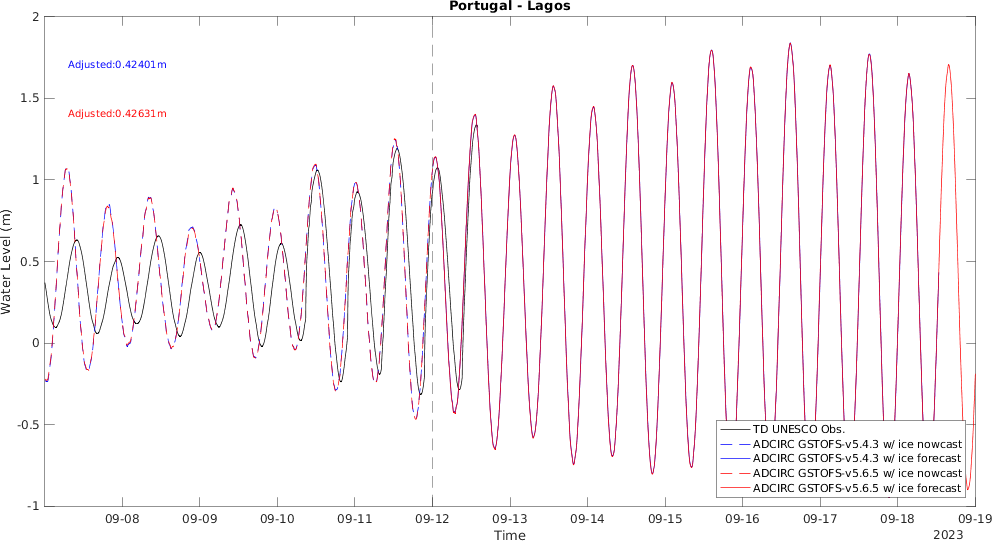 Portugal - Lagos
2
Adjusted:0.42401m
1.5
Adjusted:0.42631m
1
Water Level (m)
0.5
0
-0.5
-1
TD UNESCO Obs.
ADCIRC GSTOFS-v5.4.3 w/ ice nowcast
ADCIRC GSTOFS-v5.4.3 w/ ice forecast
ADCIRC GSTOFS-v5.6.5 w/ ice nowcast
ADCIRC GSTOFS-v5.6.5 w/ ice forecast
09-08 09-09 09-10 09-11 09-12 09-13 09-14 09-15 09-16 09-17 09-18 09-19
Time
2023